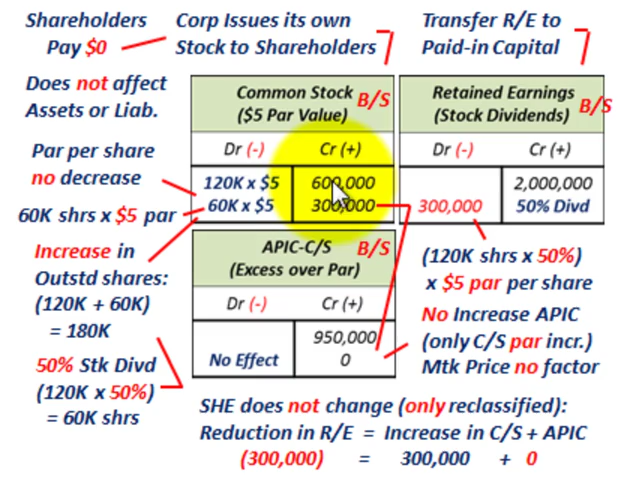 Shareholders
Pay $0
Corp Issues its own
Stock to Shareholders
Transfer R/E to
Paid-in Capital
Does not affect
Assets or Liab.
Common Stock
($5 Par Value)
B/S
Dr (-)
Cr (+)
120K x $5
600,000
60K x $5
300,000
Retained Earnings
(Stock Dividends)
B/S
Dr (-)
Cr (+)
2,000,000
300,000
50% Divd
Par per share
no decrease
60K shrs x $5 par
Increase in
Outstd shares:
(120K + 60K)
= 180K
50% Stk Divd
(120K x 50%)
= 60K shrs
APIC-C/S
(Excess over Par)
B/S
Dr (-)
Cr (+)
950,000
No Effect
0
(120K shrs x 50%)
x $5 par per share
No Increase APIC
(only C/S par incr.)
Mtk Price no factor
SHE does not change (only reclassified):
Reduction in R/E = Increase in C/S + APIC
(300,000) = 300,000 + 0